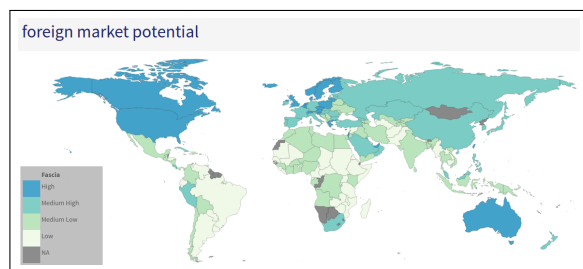 foreign market potential
Fascia
High
Medium High
Medium Low
Low
NA